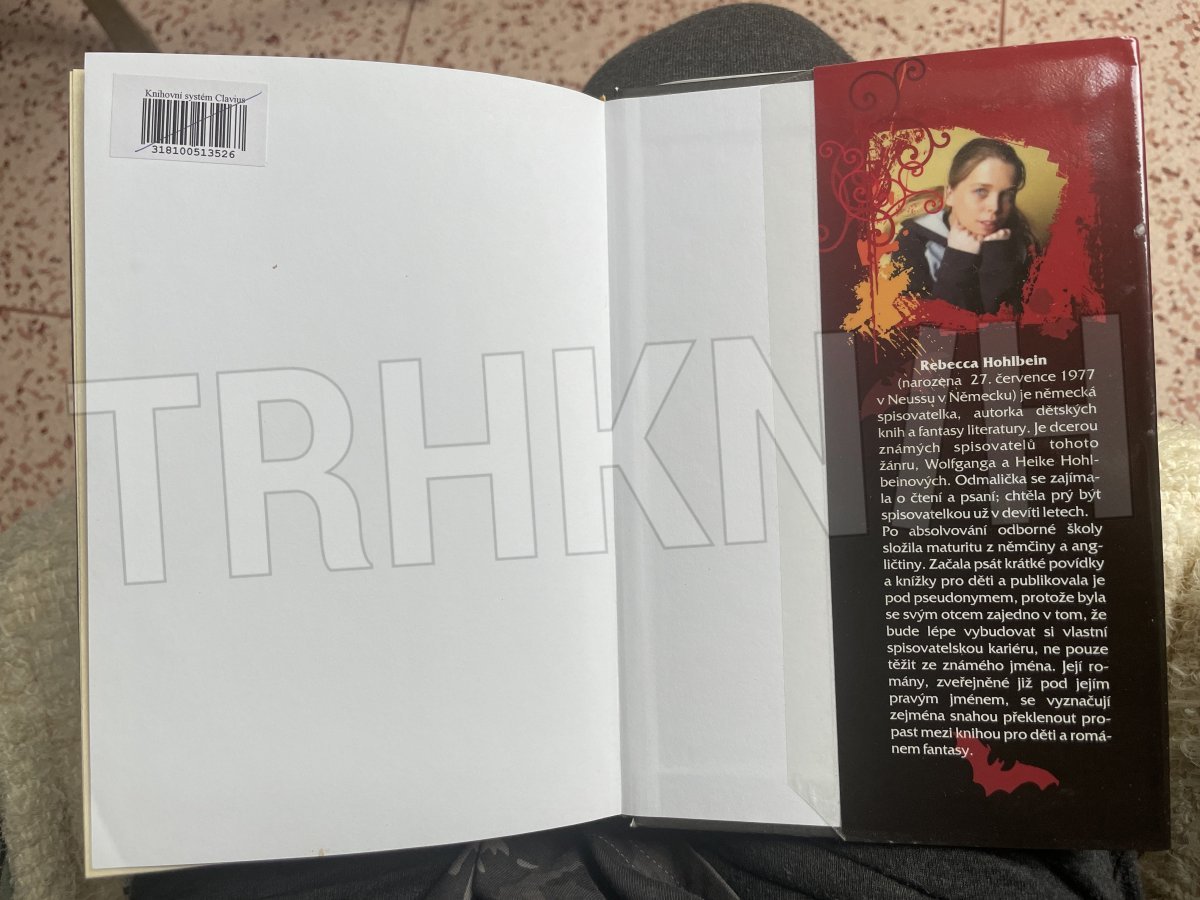 Knihovní systém Clavius
318100513526
TRHKNIH
Rebecca Hohlbein
(narozena 27. července 1977
v Neussu v Německu) je německá
spisovatelka, autorka dětských
knih a fantasy literatury. Je dcerou
známých spisovatelů tohoto
žánru, Wolfganga a Heike Hohl-
beinových. Odmalička se zajíma-
la o čtení a psaní; chtěla prý být
spisovatelkou už v devíti letech.
Po absolvování odborné školy
složila maturitu z němčiny a ang-
ličtiny. Začala psát krátké povídky
a knížky pro děti a publikovala je
pod pseudonymem, protože byla
se svým otcem zajedno v tom, že
bude lépe vybudovat si vlastní
spisovatelskou kariéru, ne pouze
těžit ze známého jména. Její ro-
mány, zveřejněné již pod jejím
pravým jménem, se vyznačují
zejména snahou překlenout pro-
past mezi knihou pro děti a romá-
nem fantasy.